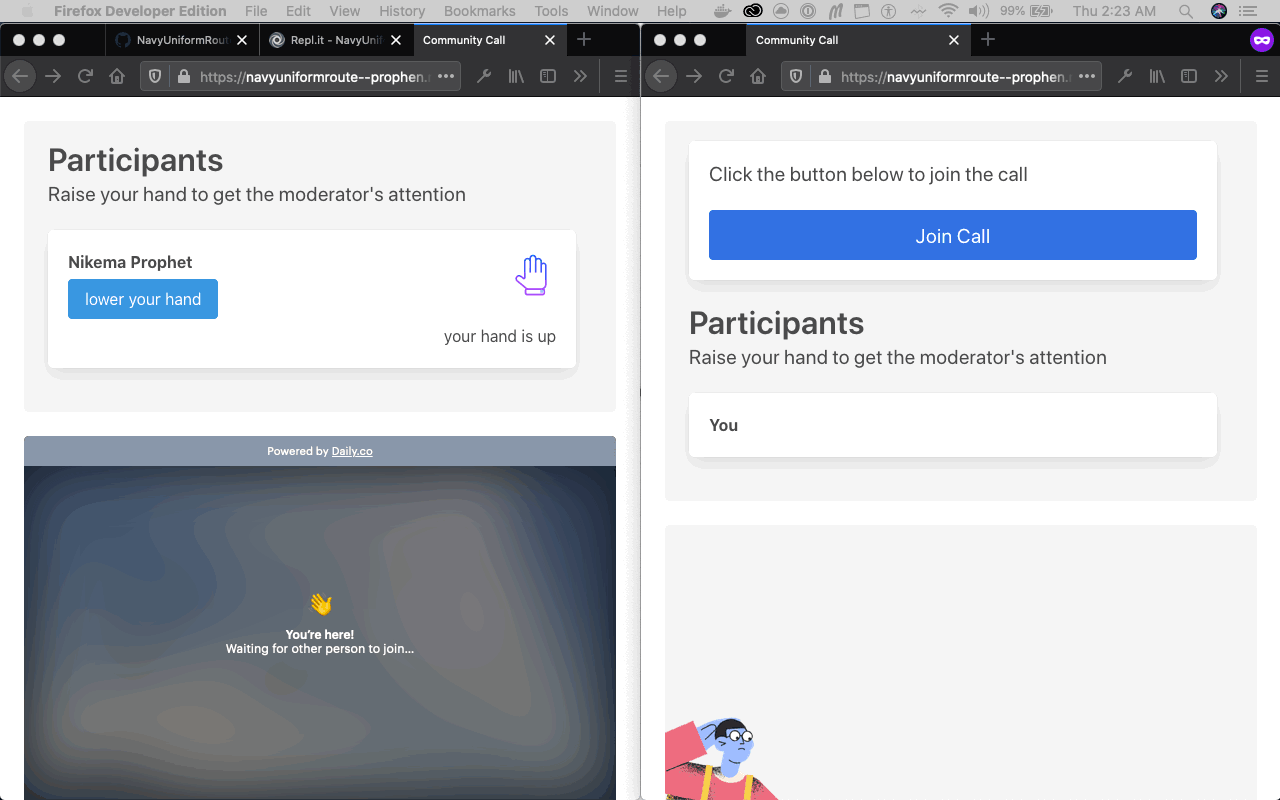 Firefox Developer Edition File Edit View History Bookmarks Tools Window Help 99% Thu 2:23 AM
NavyUniformRout Repl.it - NavyUnif Community Call
https://navyuniformroute--prophen.
Participants
Raise your hand to get the moderator's attention
Nikema Prophet
lower your hand
your hand is up
Powered by Daily.co
You're here!
Waiting for other person to join...
Community Call
https://navyuniformroute--prophen.
Click the button below to join the call
Join Call
Participants
Raise your hand to get the moderator's attention
You